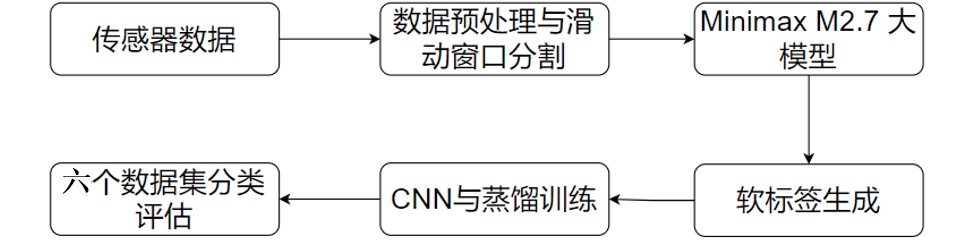 传感器数据
数据预处理与滑
动窗口分割
Minimax M2.7 大
模型
软标签生成
CNN与蒸馏训练
六个数据集分类
评估